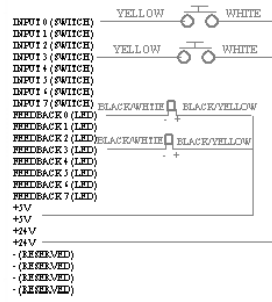 YELLOW WHITE
INPUT 0 (SWITCH)
INPUT 1 (SWITCH)
INPUT 2 (SWITCH)
YELLOW WHITE
INPUT 3 (SWITCH)
INPUT 4 (SWITCH)
INPUT 5 (SWITCH)
INPUT 6 (SWITCH)
INPUT 7 (SWITCH)
BLACK/WHTIE BLACK/YELLOW
FEEDBACK 0 (LED)
- +
FEEDBACK 1 (LED)
FEEDBACK 2 (LED)
BLACK/WHTIE BLACK/YELLOW
FEEDBACK 3 (LED)
- +
FEEDBACK 4 (LED)
FEEDBACK 5 (LED)
FEEDBACK 6 (LED)
FEEDBACK 7 (LED)
+5V
+5V
+24V
+24V
- (RESERVED)
- (RESERVED)
- (RESERVED)
- (RESERVED)